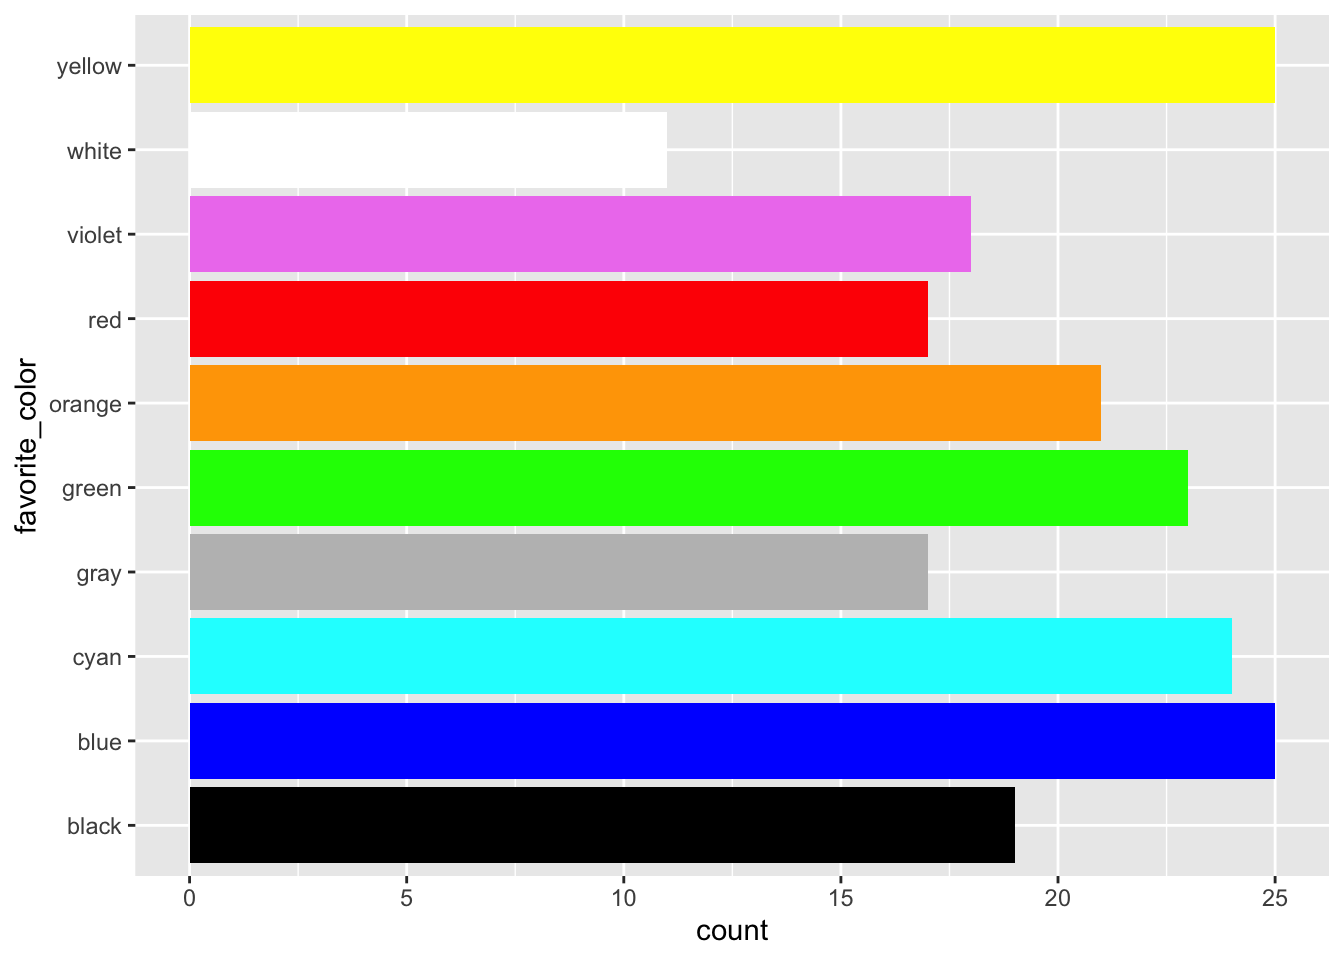 yellow
white
violet
red
orange
green
gray
cyan
blue
black
favorite_color
0 5 10 15 20 25
count